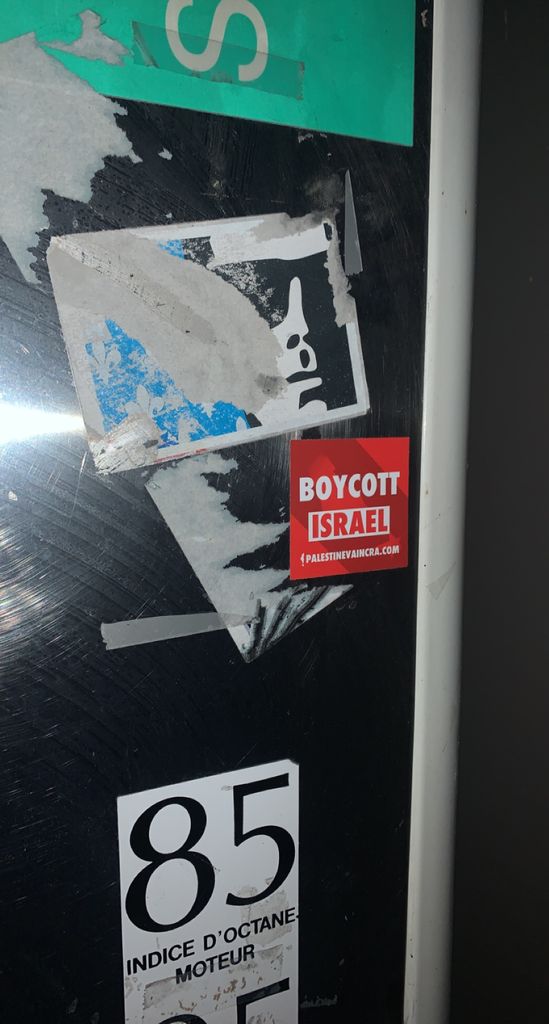 S
BOYCOTT
ISRAEL
PALESTINEVAINCRA.COM
85
INDICE D'OCTANE
MOTEUR